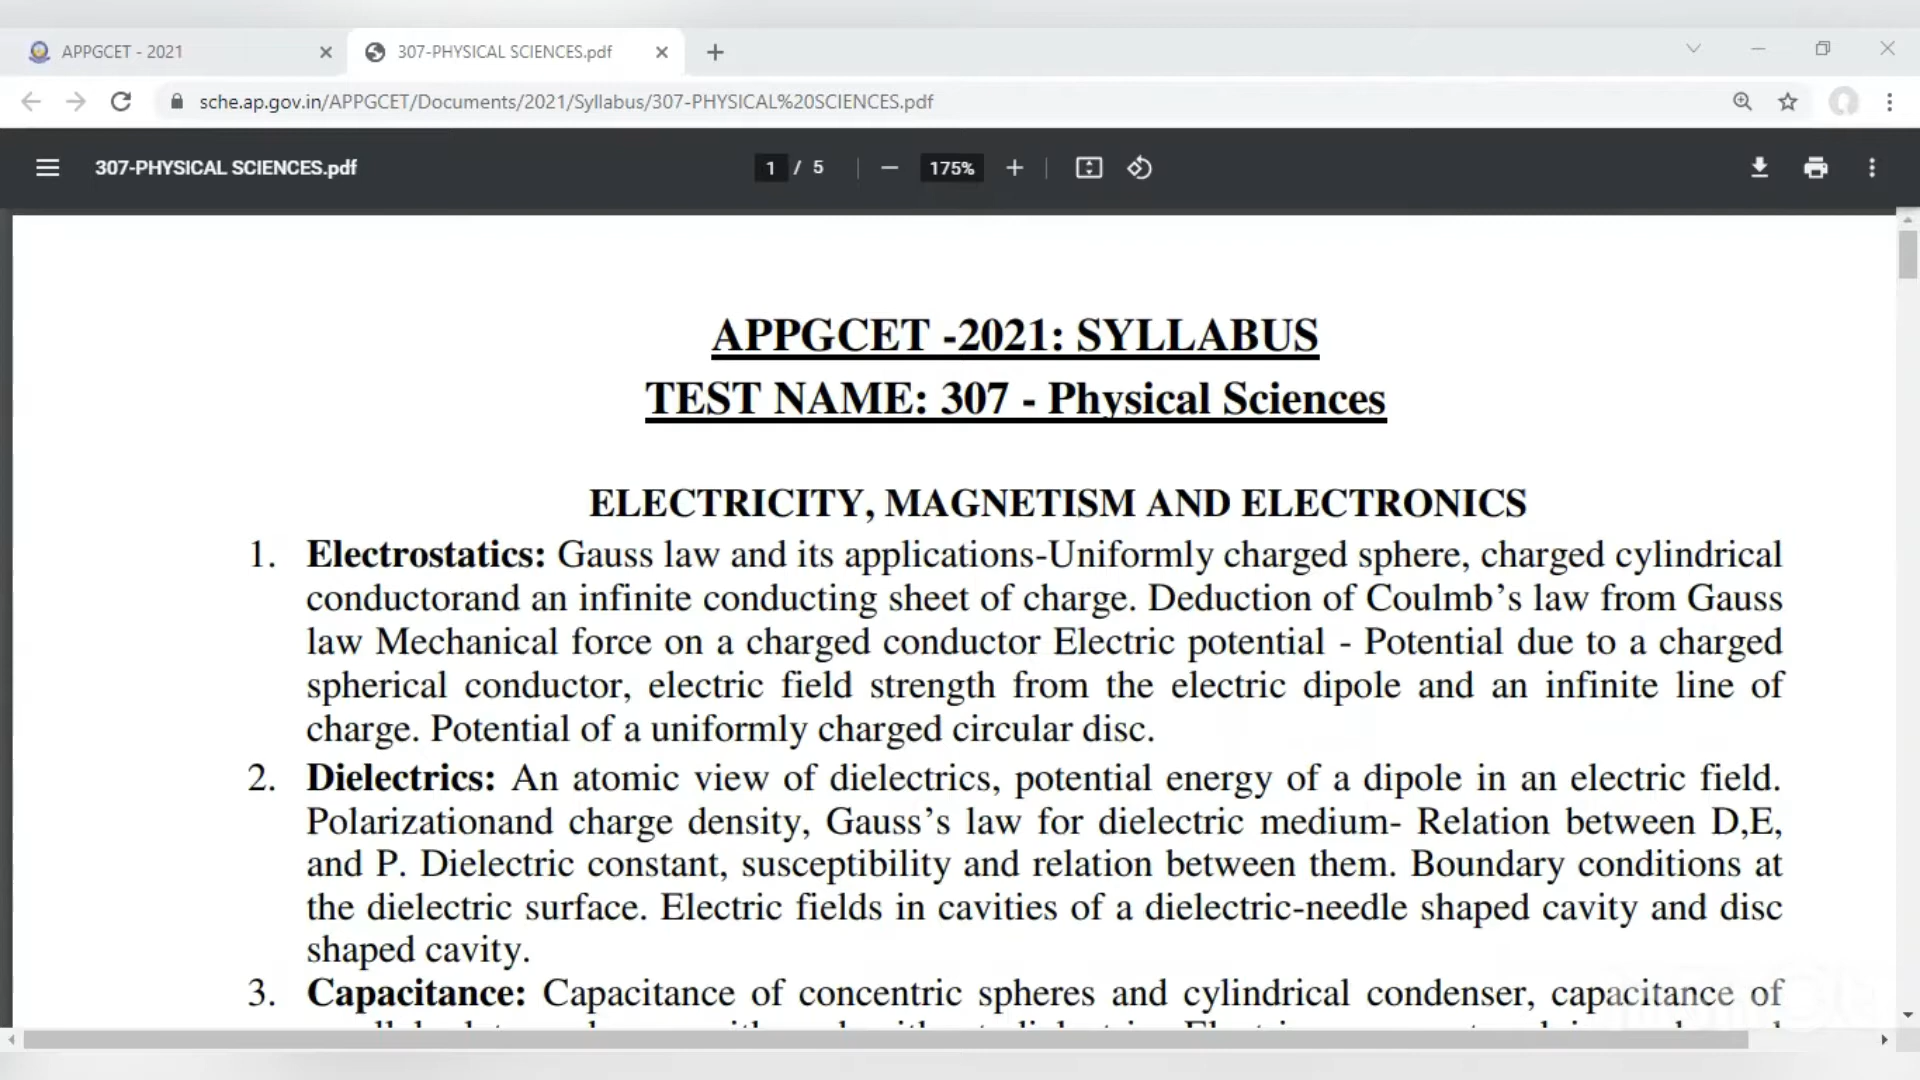 APPGCET - 2021
307-PHYSICAL SCIENCES.pdf
sche.ap.gov.in/APPGCET/Documents/2021/Syllabus/307-PHYSICAL%20SCIENCES.pdf
307-PHYSICAL SCIENCES.pdf
1 / 5
175%
APPGCET -2021: SYLLABUS
TEST NAME: 307 - Physical Sciences
ELECTRICITY, MAGNETISM AND ELECTRONICS
1. Electrostatics: Gauss law and its applications-Uniformly charged sphere, charged cylindrical
conductorand an infinite conducting sheet of charge. Deduction of Coulmb’s law from Gauss
law Mechanical force on a charged conductor Electric potential - Potential due to a charged
spherical conductor, electric field strength from the electric dipole and an infinite line of
charge. Potential of a uniformly charged circular disc.
2. Dielectrics: An atomic view of dielectrics, potential energy of a dipole in an electric field.
Polarizationand charge density, Gauss’s law for dielectric medium- Relation between D,E,
and P. Dielectric constant, susceptibility and relation between them. Boundary conditions at
the dielectric surface. Electric fields in cavities of a dielectric-needle shaped cavity and disc
shaped cavity.
3. Capacitance: Capacitance of concentric spheres and cylindrical condenser, capacitance of